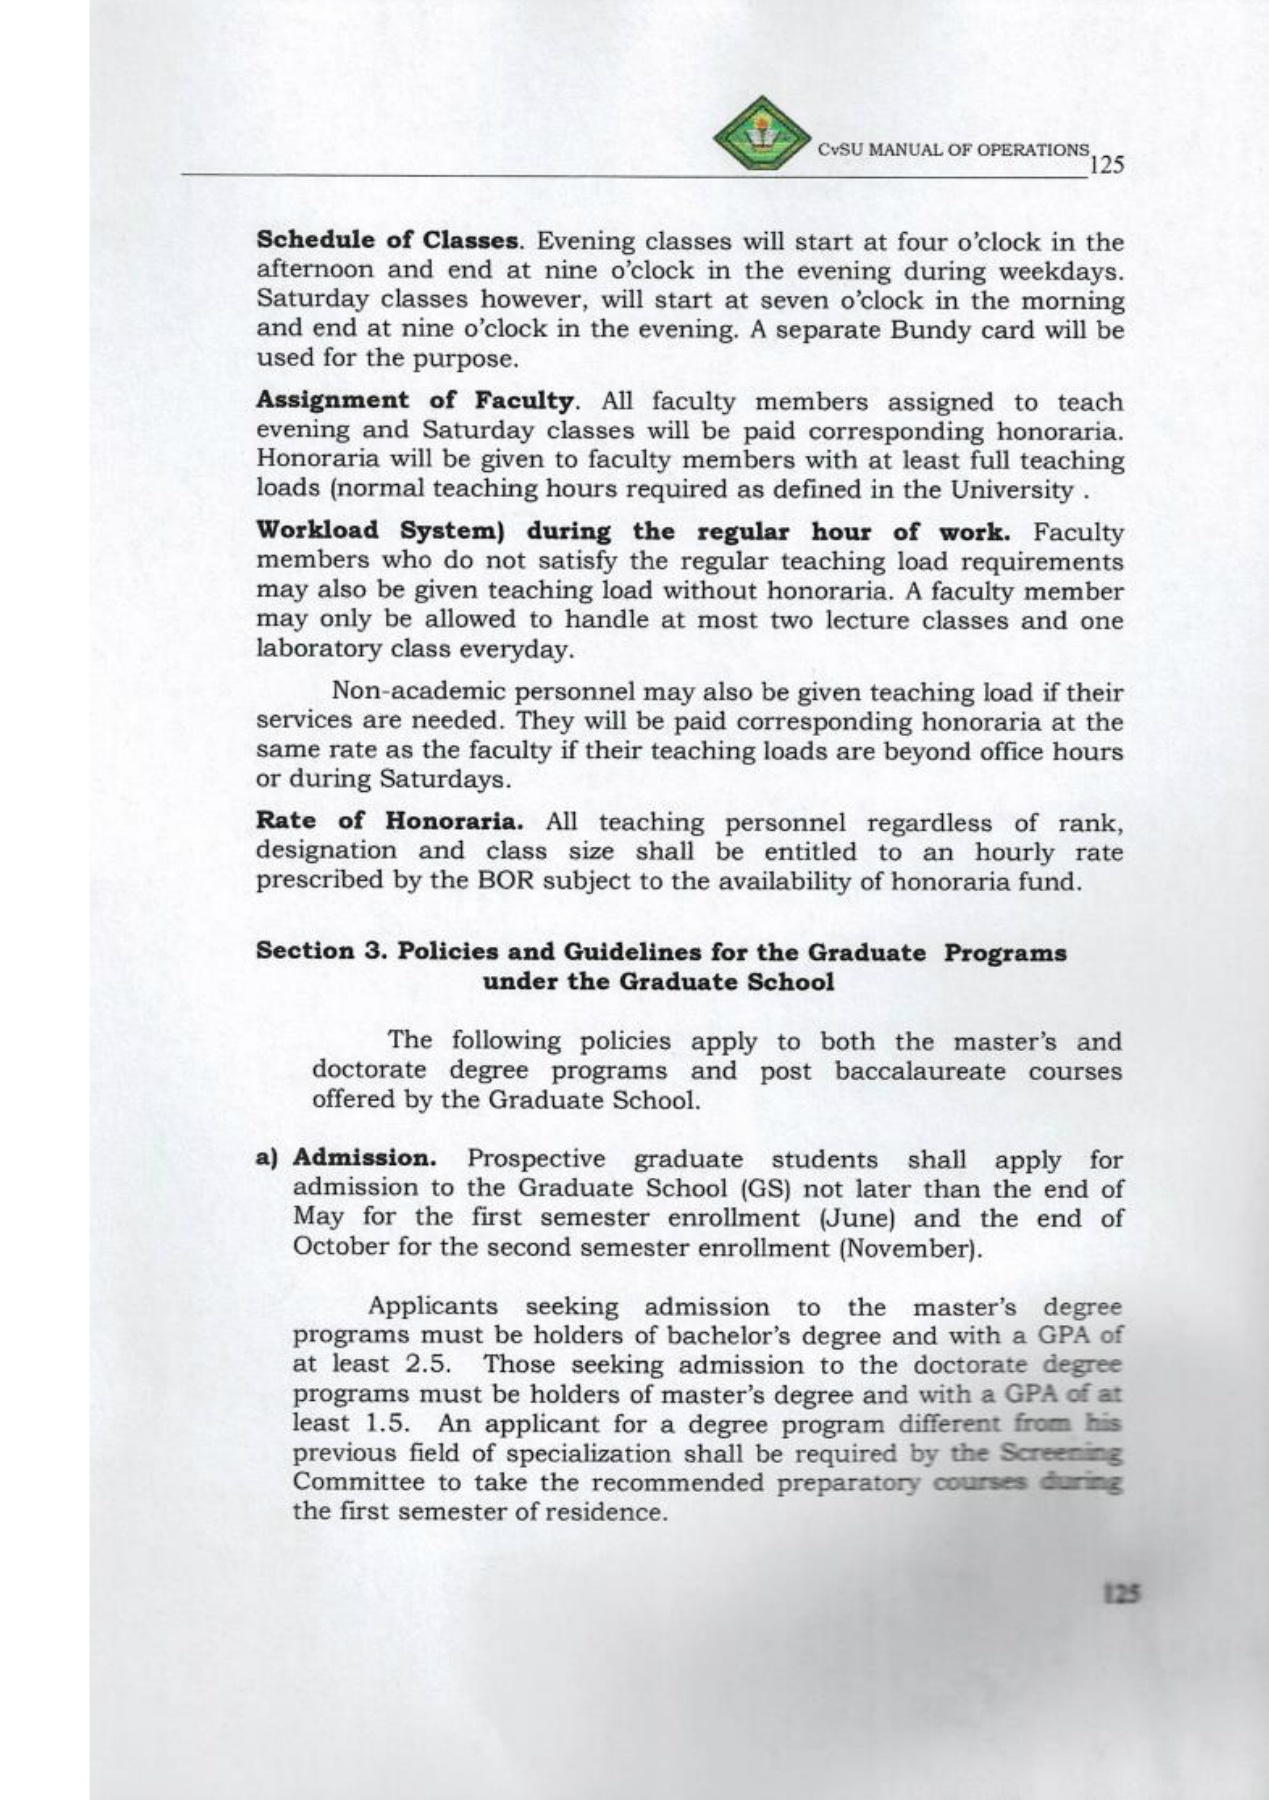 CvSU MANUAL OF OPERATIONS
125
Schedule of Classes. Evening classes will start at four o'clock in the
afternoon and end at nine o'clock in the evening during weekdays.
Saturday classes however, will start at seven o'clock in the morning
and end at nine o'clock in the evening. A separate Bundy card will be
used for the purpose.
Assignment of Faculty. All faculty members assigned to teach
evening and Saturday classes will be paid corresponding honoraria.
Honoraria will be given to faculty members with at least full teaching
loads (normal teaching hours required as defined in the University .
Workload System) during the regular hour of work. Faculty
members who do not satisfy the regular teaching load requirements
may also be given teaching load without honoraria. A faculty member
may only be allowed to handle at most two lecture classes and one
laboratory class everyday.
Non-academic personnel may also be given teaching load if their
services are needed. They will be paid corresponding honoraria at the
same rate as the faculty if their teaching loads are beyond office hours
or during Saturdays.
Rate of Honoraria. All teaching personnel regardless of rank,
designation and class size shall be entitled to an hourly rate
prescribed by the BOR subject to the availability of honoraria fund.
Section 3. Policies and Guidelines for the Graduate Programs
under the Graduate School
The following policies apply to both the master's and
doctorate degree programs and post baccalaureate courses
offered by the Graduate School.
a) Admission. Prospective graduate students shall apply for
admission to the Graduate School (GS) not later than the end of
May for the first semester enrollment (June) and the end of
October for the second semester enrollment (November).
Applicants seeking admission to the master's degree
programs must be holders of bachelor's degree and with a GPA of
at least 2.5. Those seeking admission to the doctorate degree
programs must be holders of master's degree and with a GPA of at
least 1.5. An applicant for a degree program different from his
previous field of specialization shall be required by the Screening
Committee to take the recommended preparatory courses during
the first semester of residence.
125